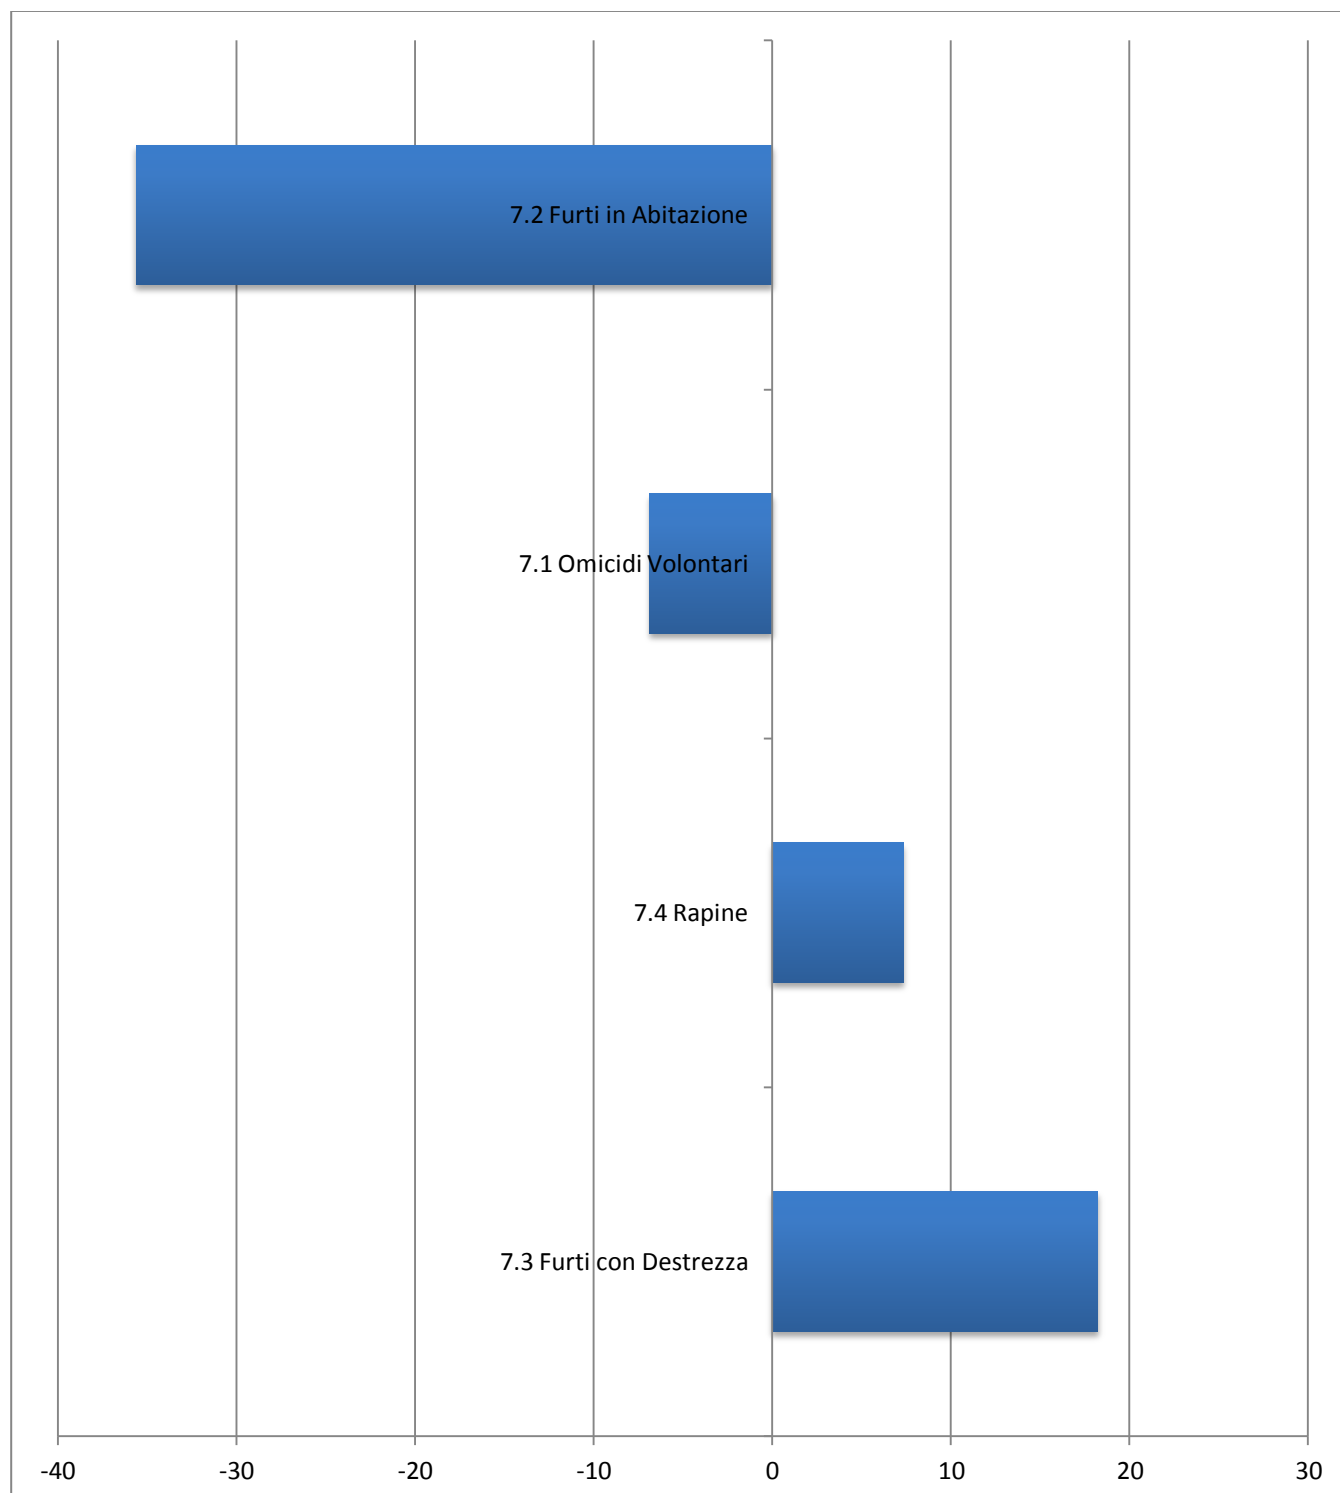 7.2 Furti in Abitazione
7.1 Omicidi Volontari
7.4 Rapine
7.3 Furti con Destrezza
-40 -30 -20 -10 0 10 20 30